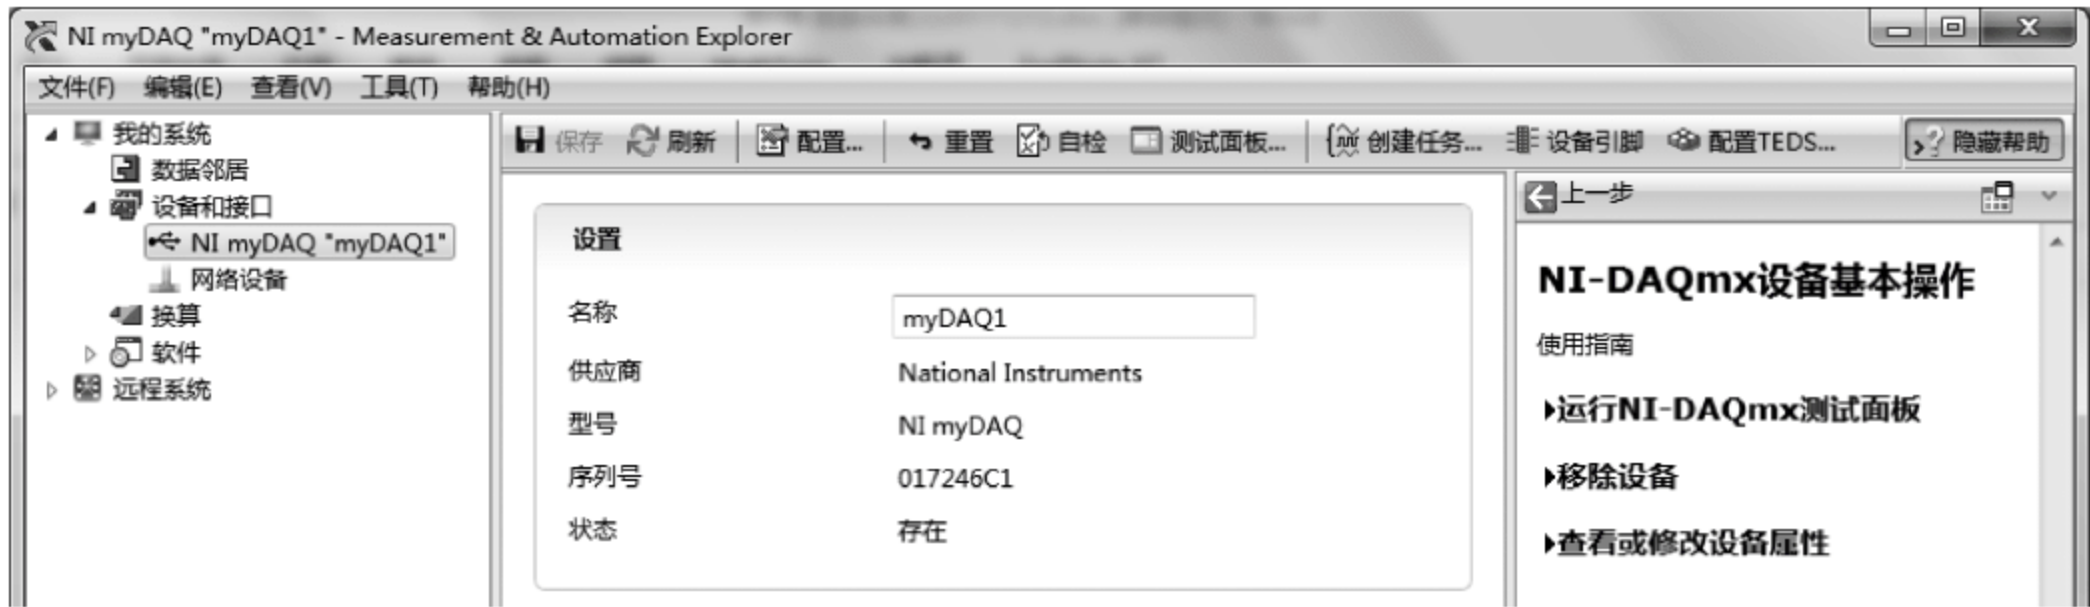 NI myDAQ "myDAQ1" - Measurement & Automation Explorer
文件(F) 编辑(E) 查看(V) 工具(T) 帮助(H)
我的系统
数据邻居
设备和接口
NI myDAQ "myDAQ1"
网络设备
换算
软件
远程系统
保存 刷新 配置... 重置 自检 测试面板... 创建任务... 设备引脚 配置TEDS... 隐藏帮助
设置
名称 myDAQ1
供应商 National Instruments
型号 NI myDAQ
序列号 017246C1
状态 存在
上一步
NI-DAQmx设备基本操作
使用指南
运行NI-DAQmx测试面板
移除设备
查看或修改设备属性